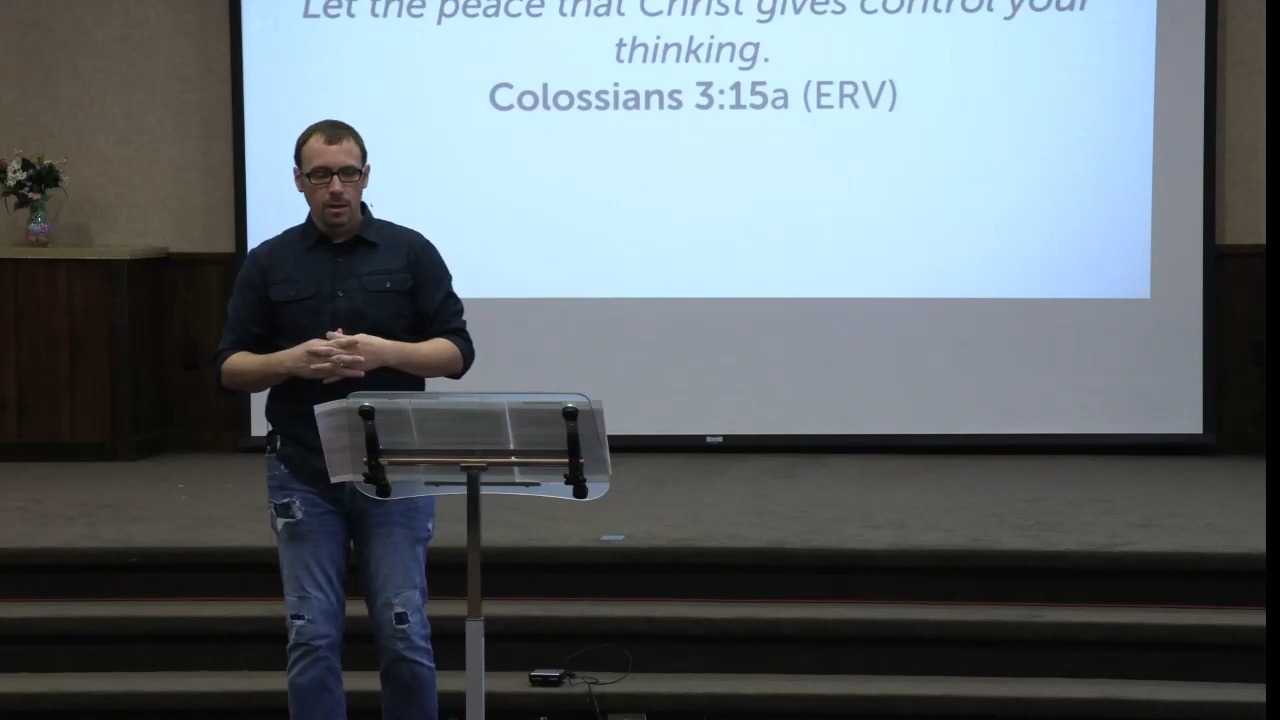 Let the peace that Christ gives control your
thinking.
Colossians 3:15a (ERV)